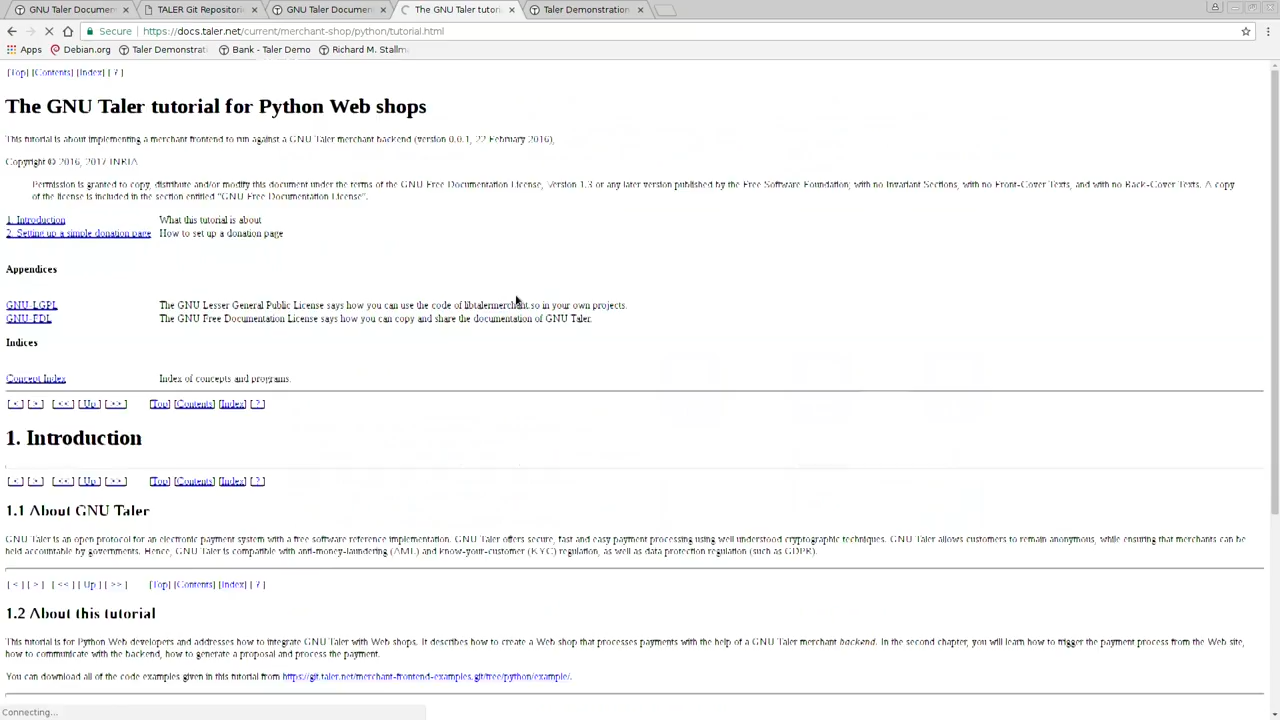 GNU Taler Documen
TALER Git Repositori
GNU Taler Documen
The GNU Taler tutori
Taler Demonstration
Secure https://docs.taler.net/current/merchant-shop/python/tutorial.html
Apps Debian.org Taler Demonstrati Bank - Taler Demo Richard M. Stallm
[Top] [Contents] [Index] [ ? ]
The GNU Taler tutorial for Python Web shops
This tutorial is about implementing a merchant frontend to run against a GNU Taler merchant backend (version 0.0.1, 22 February 2016),
Copyright © 2016, 2017 INRIA
Permission is granted to copy, distribute and/or modify this document under the terms of the GNU Free Documentation License, Version 1.3 or any later version published by the Free Software Foundation; with no Invariant Sections, with no Front-Cover Texts, and with no Back-Cover Texts. A copy
of the license is included in the section entitled “GNU Free Documentation License”.
1. Introduction What this tutorial is about
2. Setting up a simple donation page How to set up a donation page
Appendices
GNU-LGPL The GNU Lesser General Public License says how you can use the code of libtalermerchant.so in your own projects.
GNU-FDL The GNU Free Documentation License says how you can copy and share the documentation of GNU Taler.
Indices
Concept Index Index of concepts and programs.
[ < ] [ > ] [ << ] [ Up ] [ >> ] [Top] [Contents] [Index] [ ? ]
1. Introduction
[ < ] [ > ] [ << ] [ Up ] [ >> ] [Top] [Contents] [Index] [ ? ]
1.1 About GNU Taler
GNU Taler is an open protocol for an electronic payment system with a free software reference implementation. GNU Taler offers secure, fast and easy payment processing using well understood cryptographic techniques. GNU Taler allows customers to remain anonymous, while ensuring that merchants can be
held accountable by governments. Hence, GNU Taler is compatible with anti-money-laundering (AML) and know-your-customer (KYC) regulation, as well as data protection regulation (such as GDPR).
[ < ] [ > ] [ << ] [ Up ] [ >> ] [Top] [Contents] [Index] [ ? ]
1.2 About this tutorial
This tutorial is for Python Web developers and addresses how to integrate GNU Taler with Web shops. It describes how to create a Web shop that processes payments with the help of a GNU Taler merchant backend. In the second chapter, you will learn how to trigger the payment process from the Web site,
how to communicate with the backend, how to generate a proposal and process the payment.
You can download all of the code examples given in this tutorial from https://git.taler.net/merchant-frontend-examples.git/tree/python/example/.
Connecting...